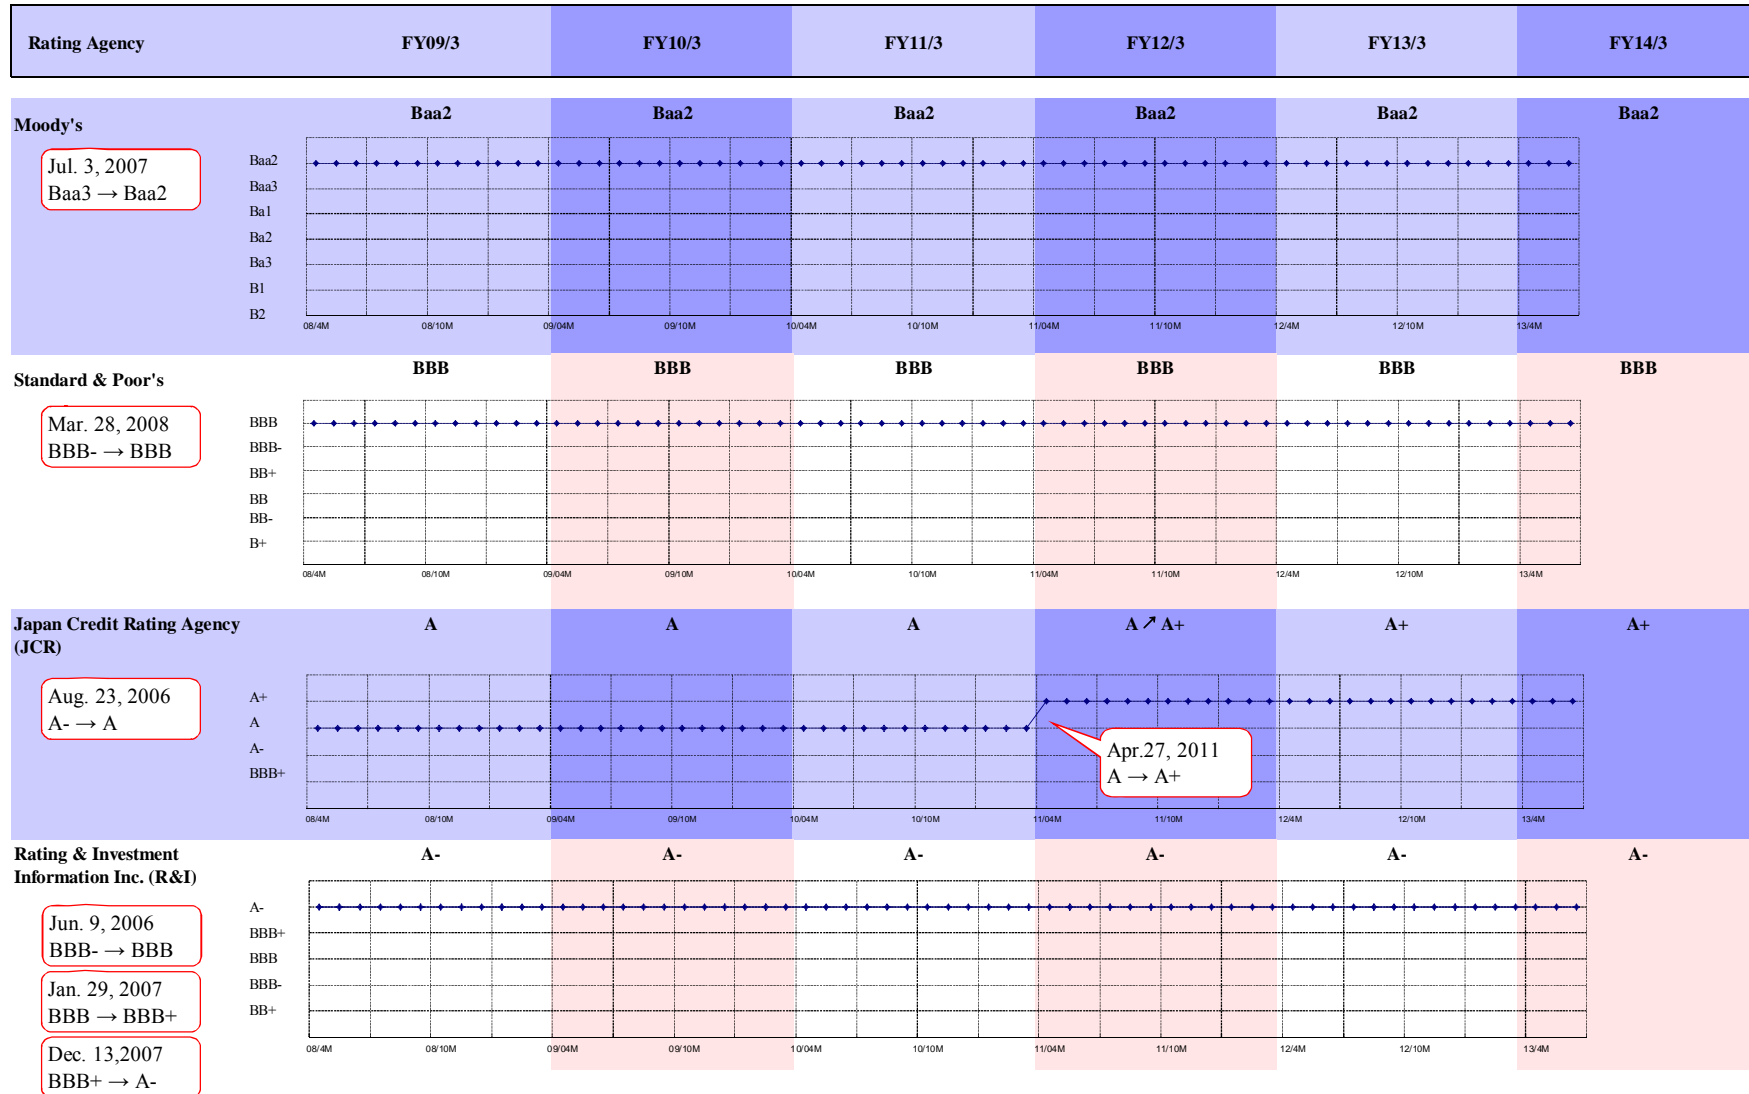 Rating Agency FY09/3 FY10/3 FY11/3 FY12/3 FY13/3 FY14/3
Moody's
Baa2 Baa2 Baa2 Baa2 Baa2 Baa2
Jul. 3, 2007
Baa3 → Baa2
Baa2
Baa3
Ba1
Ba2
Ba3
B1
B2
08/4M 08/10M 09/04M 09/10M 10/04M 10/10M 11/04M 11/10M 12/4M 12/10M 13/4M
Standard & Poor's
BBB BBB BBB BBB BBB BBB
Mar. 28, 2008
BBB- → BBB
BBB
BBB-
BB+
BB
BB-
B+
08/4M 08/10M 09/04M 09/10M 10/04M 10/10M 11/04M 11/10M 12/4M 12/10M 13/4M
Japan Credit Rating Agency
(JCR)
A A A A ↗ A+ A+ A+
Aug. 23, 2006
A- → A
A+
A
A-
BBB+
Apr.27, 2011
A → A+
08/4M 08/10M 09/04M 09/10M 10/04M 10/10M 11/04M 11/10M 12/4M 12/10M 13/4M
Rating & Investment
Information Inc. (R&I)
A- A- A- A- A- A-
Jun. 9, 2006
BBB- → BBB
Jan. 29, 2007
BBB → BBB+
Dec. 13,2007
BBB+ → A-
A-
BBB+
BBB
BBB-
BB+
08/4M 08/10M 09/04M 09/10M 10/04M 10/10M 11/04M 11/10M 12/4M 12/10M 13/4M